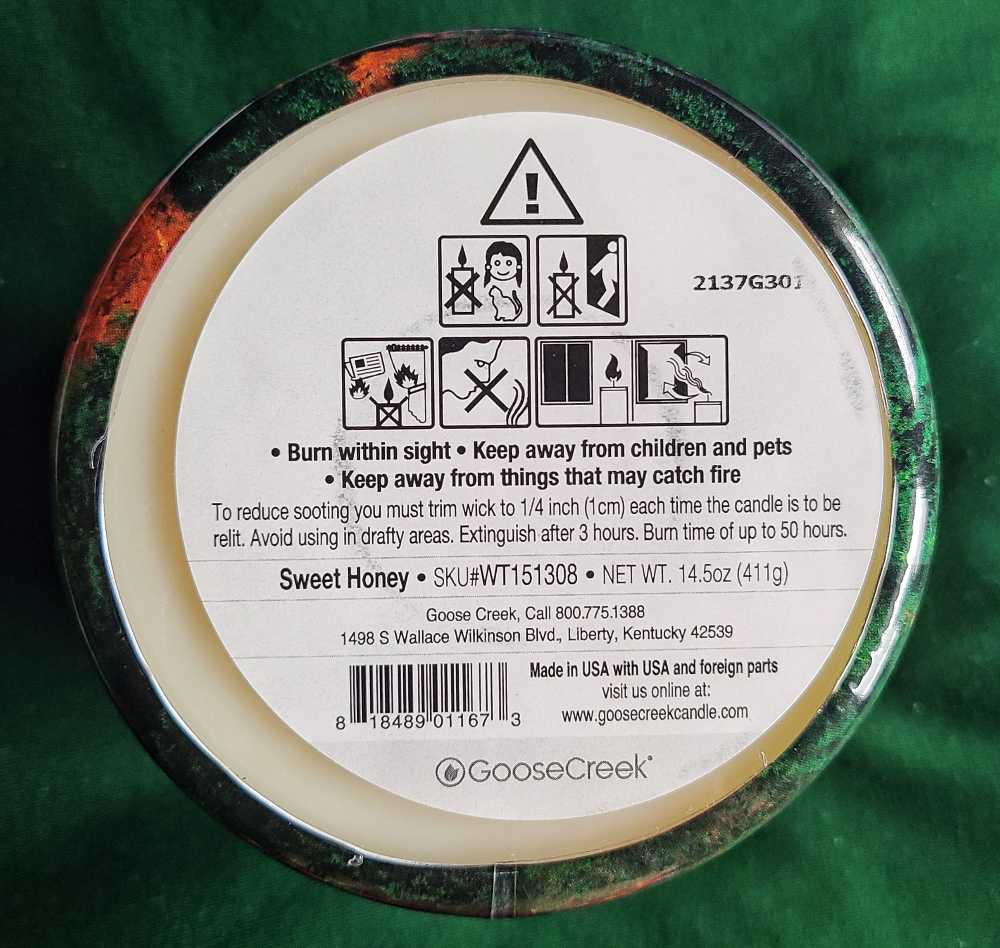 !
2137G301
• Burn within sight • Keep away from children and pets
• Keep away from things that may catch fire
To reduce sooting you must trim wick to 1/4 inch (1cm) each time the candle is to be
relit. Avoid using in drafty areas. Extinguish after 3 hours. Burn time of up to 50 hours.
Sweet Honey • SKU#WT151308 • NET WT. 14.5oz (411g)
Goose Creek, Call 800.775.1388
1498 S Wallace Wilkinson Blvd., Liberty, Kentucky 42539
Made in USA with USA and foreign parts
visit us online at:
www.goosecreekcandle.com
8 18489 01167 3
GooseCreek